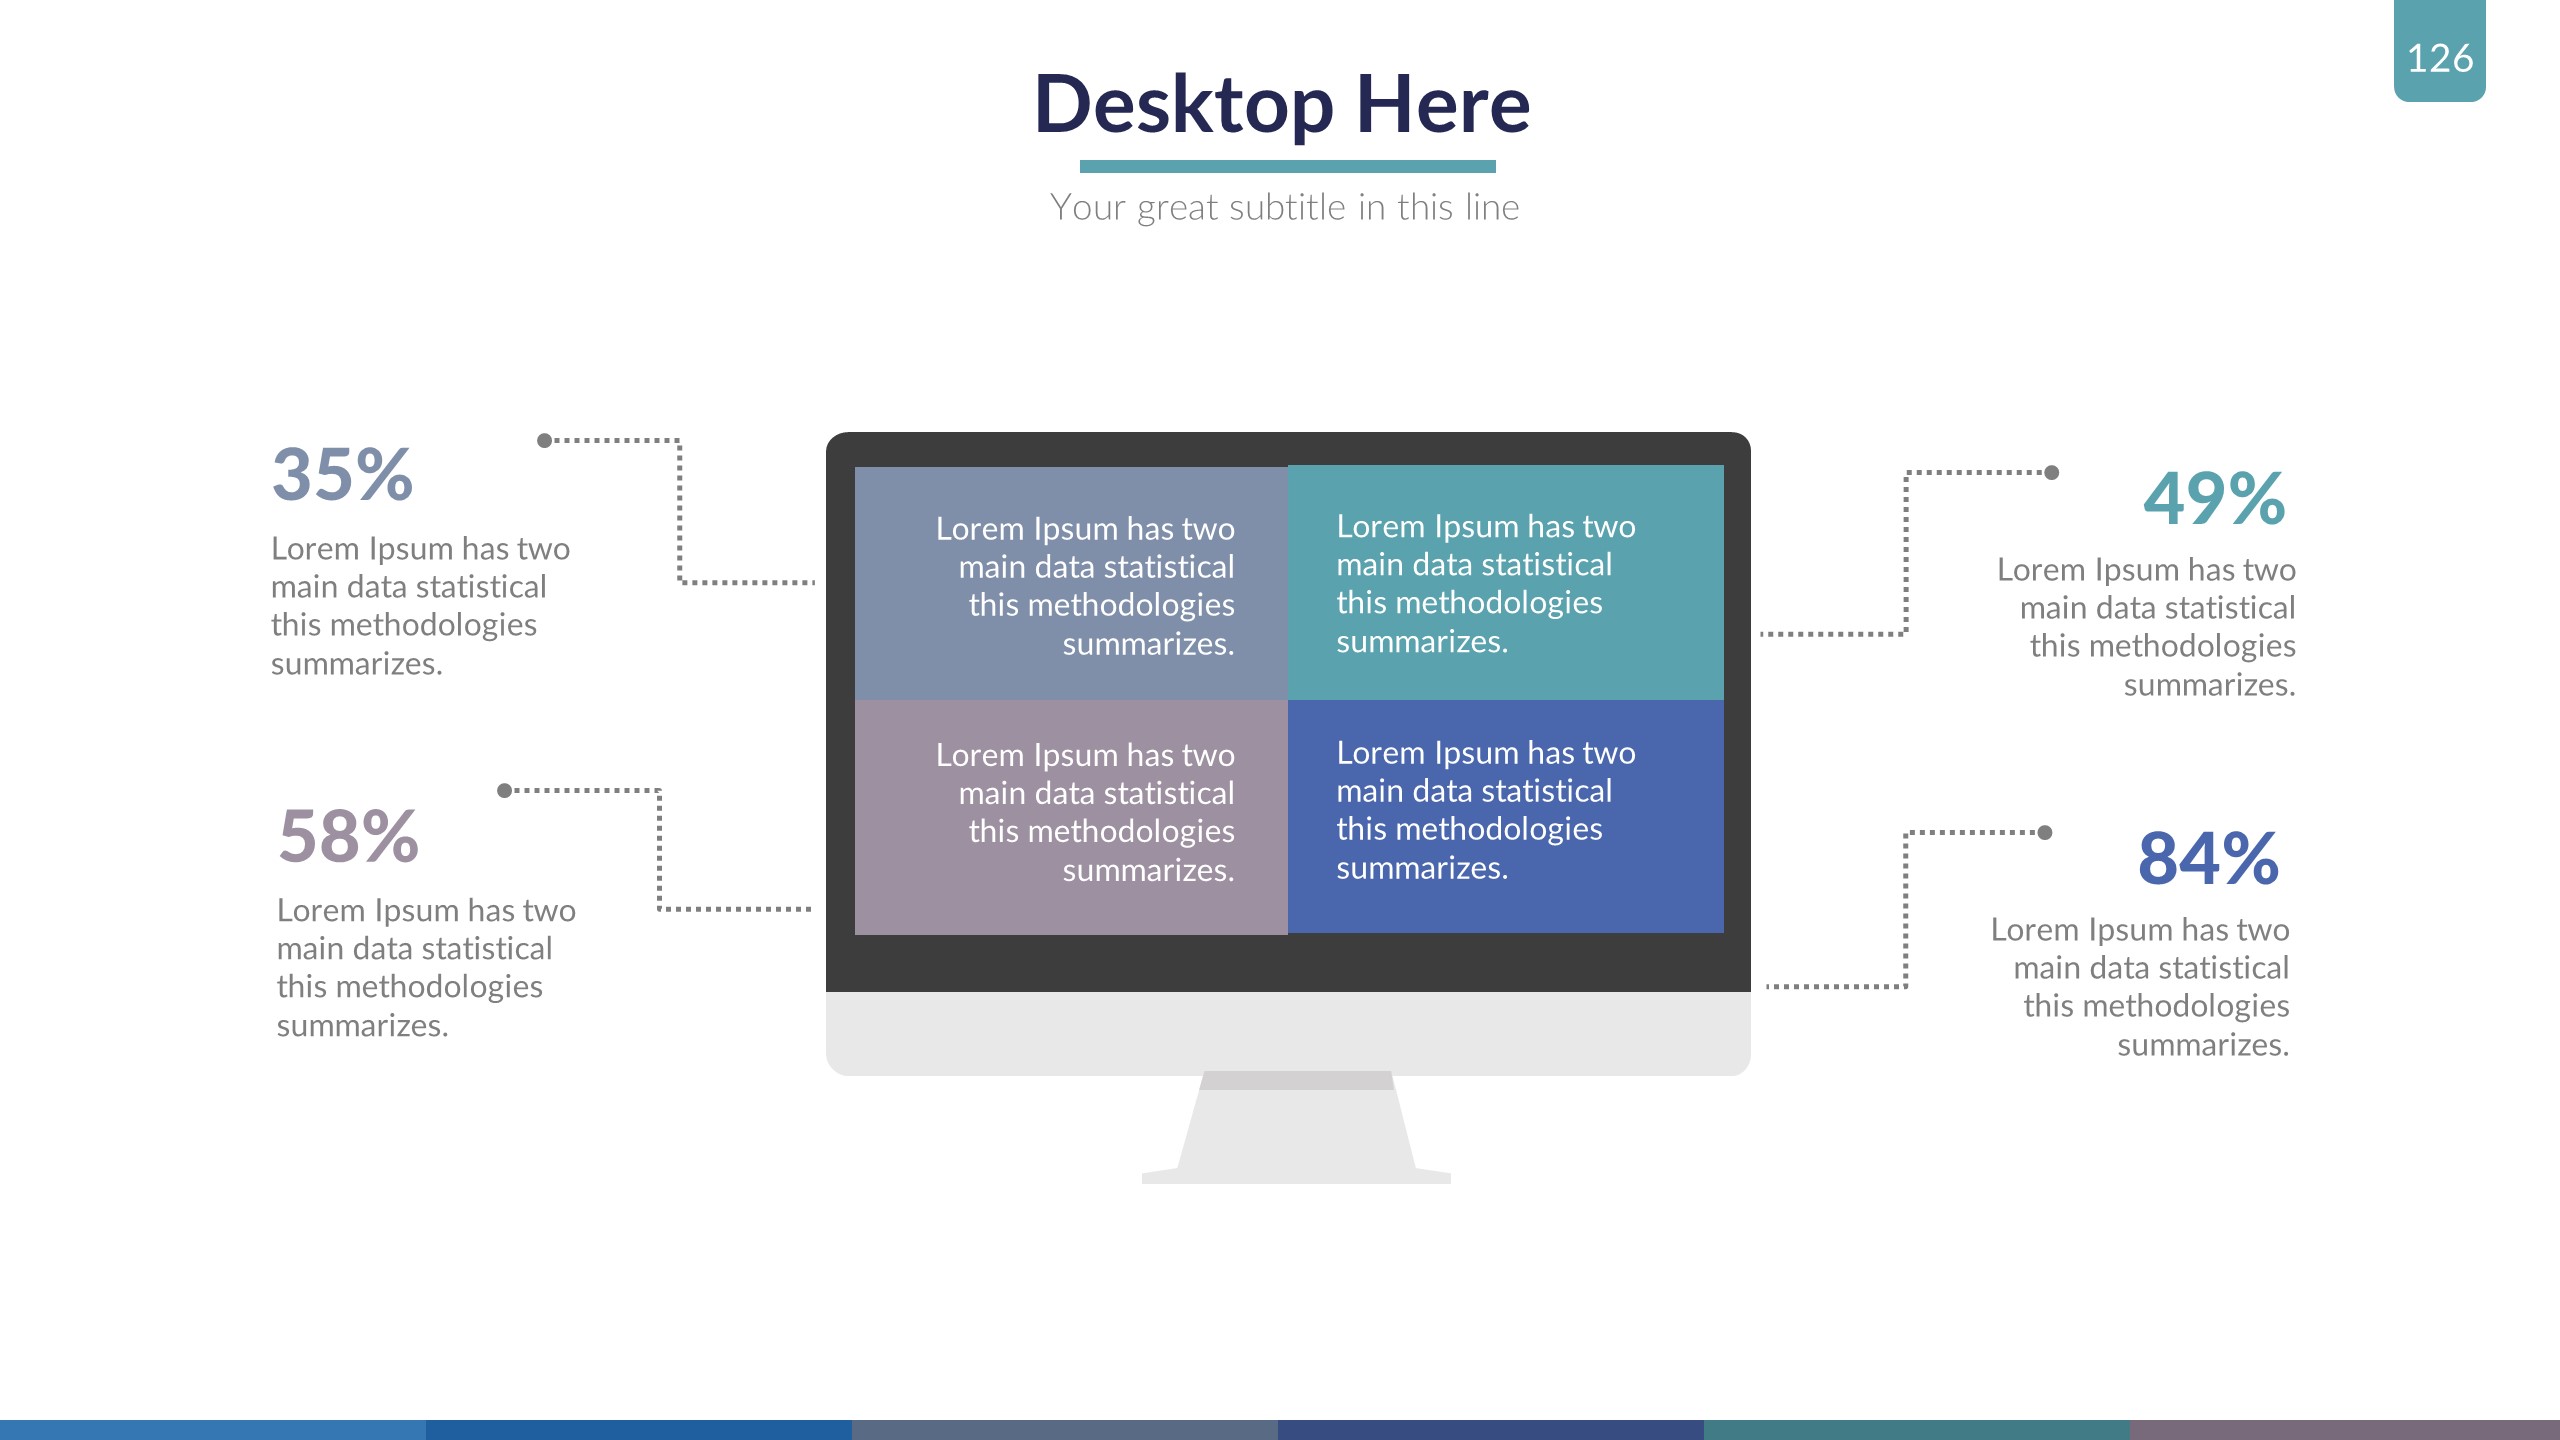 126
Desktop Here
Your great subtitle in this line
35%
Lorem Ipsum has two
main data statistical
this methodologies
summarizes.
58%
Lorem Ipsum has two
main data statistical
this methodologies
summarizes.
Lorem Ipsum has two
main data statistical
this methodologies
summarizes.
Lorem Ipsum has two
main data statistical
this methodologies
summarizes.
Lorem Ipsum has two
main data statistical
this methodologies
summarizes.
Lorem Ipsum has two
main data statistical
this methodologies
summarizes.
49%
Lorem Ipsum has two
main data statistical
this methodologies
summarizes.
84%
Lorem Ipsum has two
main data statistical
this methodologies
summarizes.